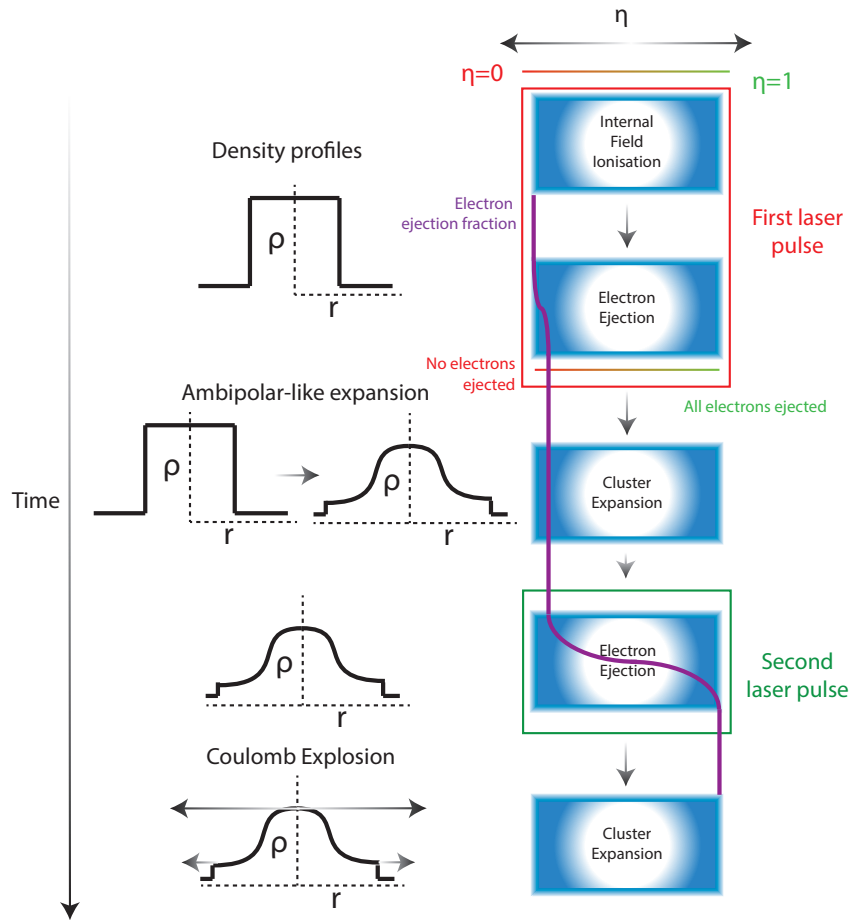 η
η=0
η=1
Internal
Field
Ionisation
Density profiles
Electron
ejection fraction
First laser
pulse
ρ
r
Electron
Ejection
No electrons
ejected
Ambipolar-like expansion
All electrons ejected
ρ
ρ
Cluster
Expansion
Time
r
r
ρ
Electron
Ejection
Second
laser pulse
r
Coulomb Explosion
ρ
Cluster
Expansion
r